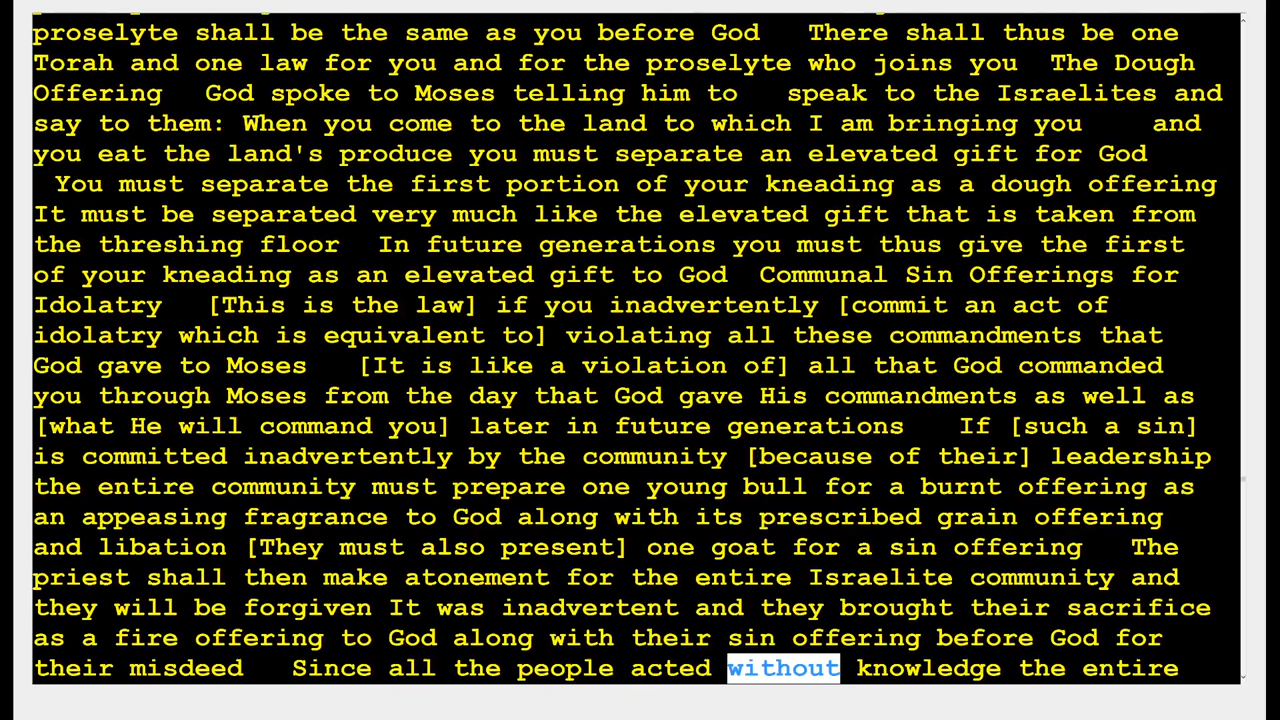 proselyte shall be the same as you before God There shall thus be one
Torah and one law for you and for the proselyte who joins you The Dough
Offering God spoke to Moses telling him to speak to the Israelites and
say to them: When you come to the land to which I am bringing you and
you eat the land's produce you must separate an elevated gift for God
You must separate the first portion of your kneading as a dough offering
It must be separated very much like the elevated gift that is taken from
the threshing floor In future generations you must thus give the first
of your kneading as an elevated gift to God Communal Sin Offerings for
Idolatry [This is the law] if you inadvertently [commit an act of
idolatry which is equivalent to] violating all these commandments that
God gave to Moses [It is like a violation of] all that God commanded
you through Moses from the day that God gave His commandments as well as
[what He will command you] later in future generations If [such a sin]
is committed inadvertently by the community [because of their] leadership
the entire community must prepare one young bull for a burnt offering as
an appeasing fragrance to God along with its prescribed grain offering
and libation [They must also present] one goat for a sin offering The
priest shall then make atonement for the entire Israelite community and
they will be forgiven It was inadvertent and they brought their sacrifice
as a fire offering to God along with their sin offering before God for
their misdeed Since all the people acted without knowledge the entire